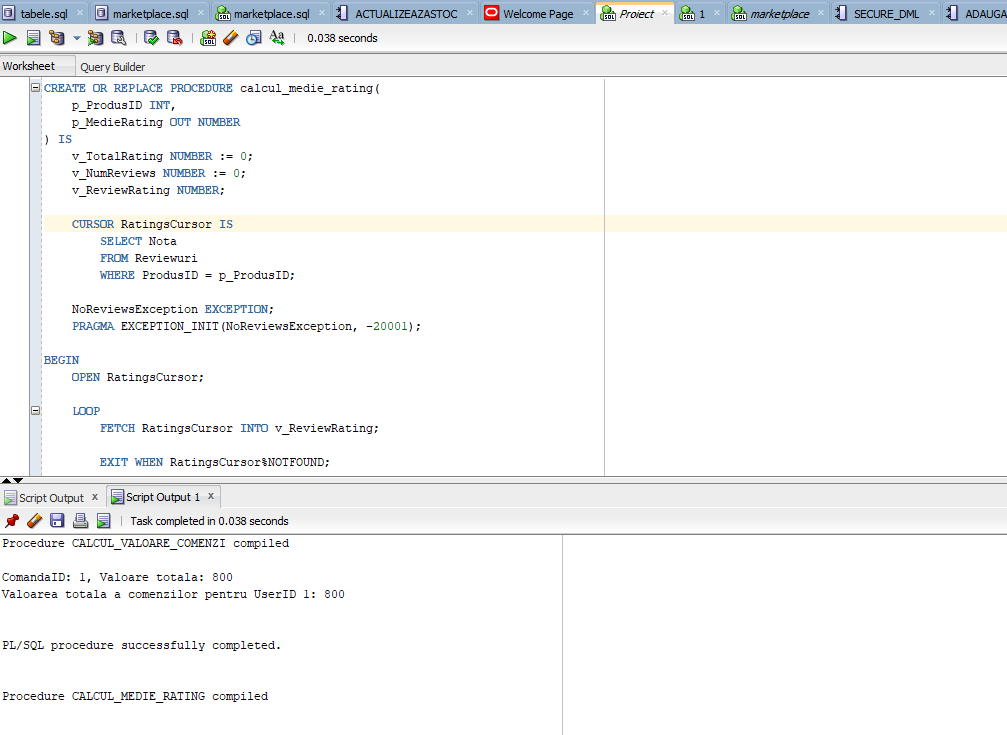 tabele.sql
marketplace.sql
marketplace.sql
ACTUALIZEAZASTOC
Welcome Page
Proiect
1
marketplace
SECURE_DML
ADAUGA
0.038 seconds
Worksheet
Query Builder
CREATE OR REPLACE PROCEDURE calcul_medie_rating(
p_ProdusID INT,
p_MedieRating OUT NUMBER
) IS
v_TotalRating NUMBER := 0;
v_NumReviews NUMBER := 0;
v_ReviewRating NUMBER;
CURSOR RatingsCursor IS
SELECT Nota
FROM Reviewuri
WHERE ProdusID = p_ProdusID;
NoReviewsException EXCEPTION;
PRAGMA EXCEPTION_INIT(NoReviewsException, -20001);
BEGIN
OPEN RatingsCursor;
LOOP
FETCH RatingsCursor INTO v_ReviewRating;
EXIT WHEN RatingsCursor%NOTFOUND;
Script Output x
Script Output 1 x
Task completed in 0.038 seconds
Procedure CALCUL_VALOARE_COMENZI compiled
ComandaID: 1, Valoare totala: 800
Valoarea totala a comenzilor pentru UserID 1: 800
PL/SQL procedure successfully completed.
Procedure CALCUL_MEDIE_RATING compiled